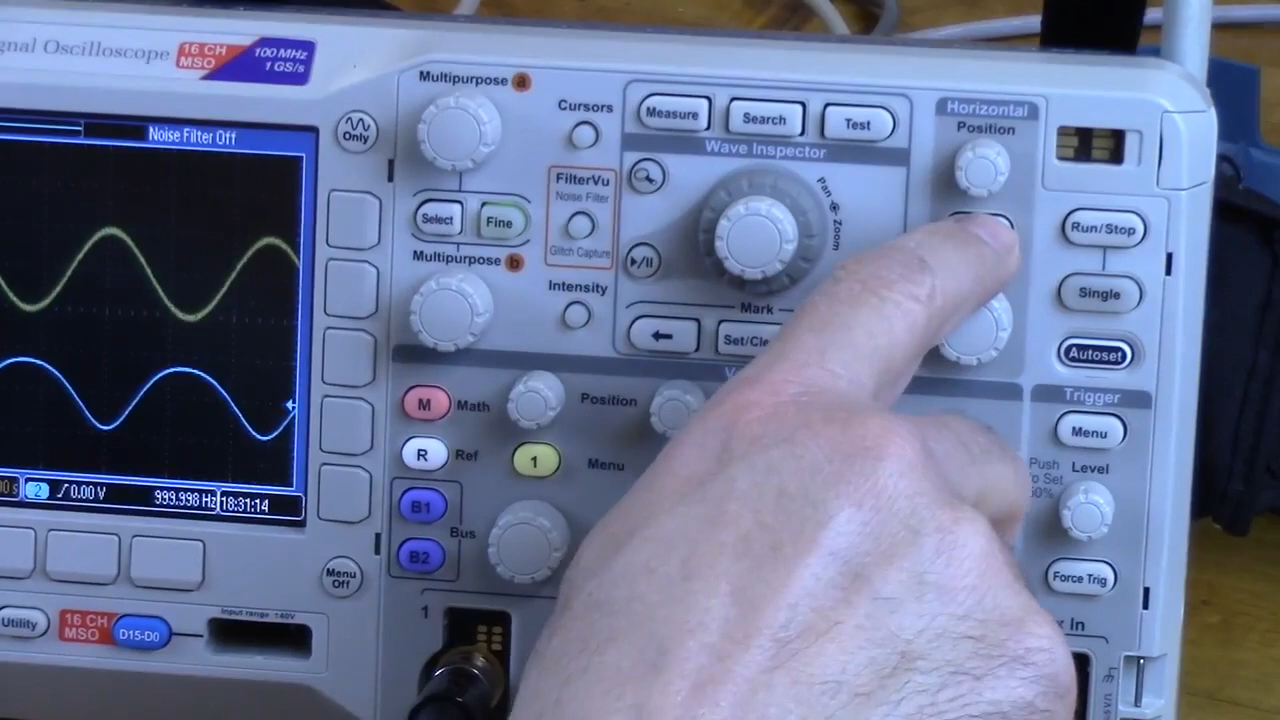 gnal Oscilloscope
16 CH
MSO
100 MHz
1 GS/s
Noise Filter Off
00 s
2
0.00 V
999.998 Hz
18:31:14
Only
Multipurpose a
Cursors
FilterVu
Noise Filter
Glitch Capture
Select
Fine
Multipurpose b
Intensity
Measure
Search
Test
Wave Inspector
Pan
Zoom
Mark
Set/Cle
Horizontal
Position
Run/Stop
Single
Autoset
Trigger
Menu
Level
Push
To Set
50%
Force Trig
M
Math
Position
R
Ref
1
Menu
B1
Bus
B2
1
V
Menu
Off
Utility
16 CH
MSO
D15-D0
Input range ±40V
x In